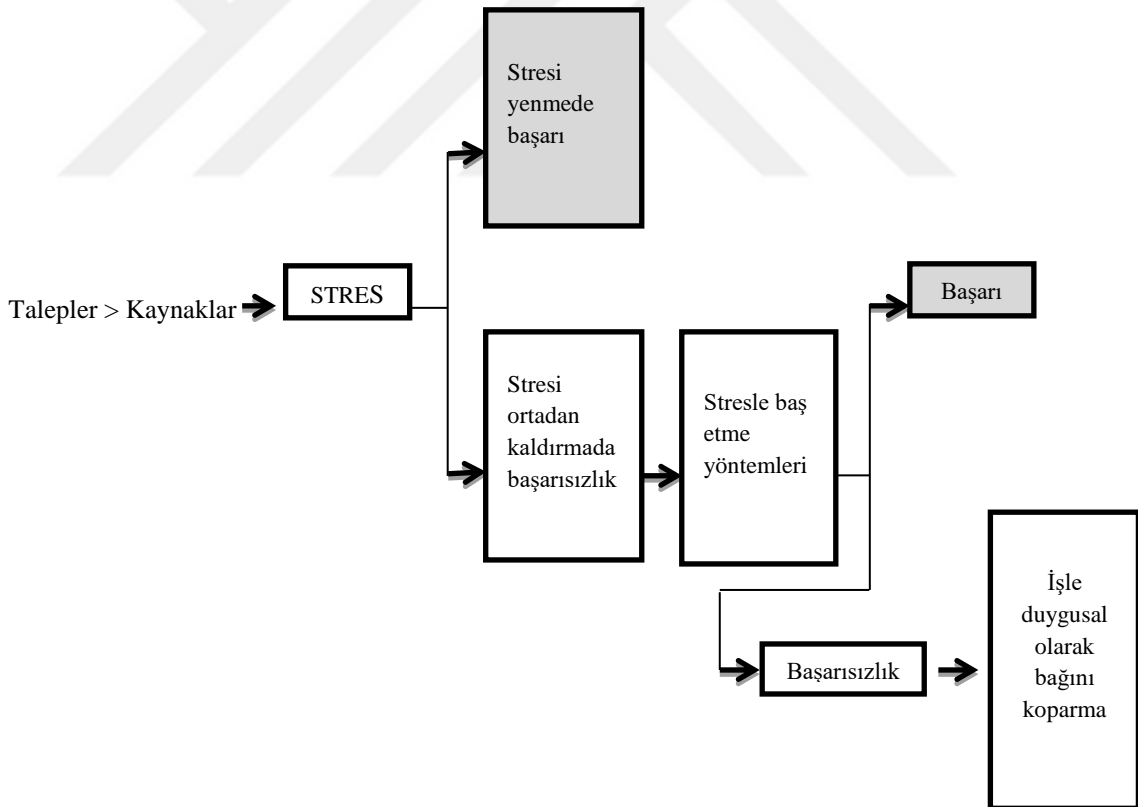 Stresi
yenmede
başarı
Talepler > Kaynaklar
STRES
Başarı
Stresi
ortadan
kaldırmada
başarısızlık
Stresle baş
etme
yöntemleri
Başarısızlık
İşle
duygusal
olarak
bağını
koparma